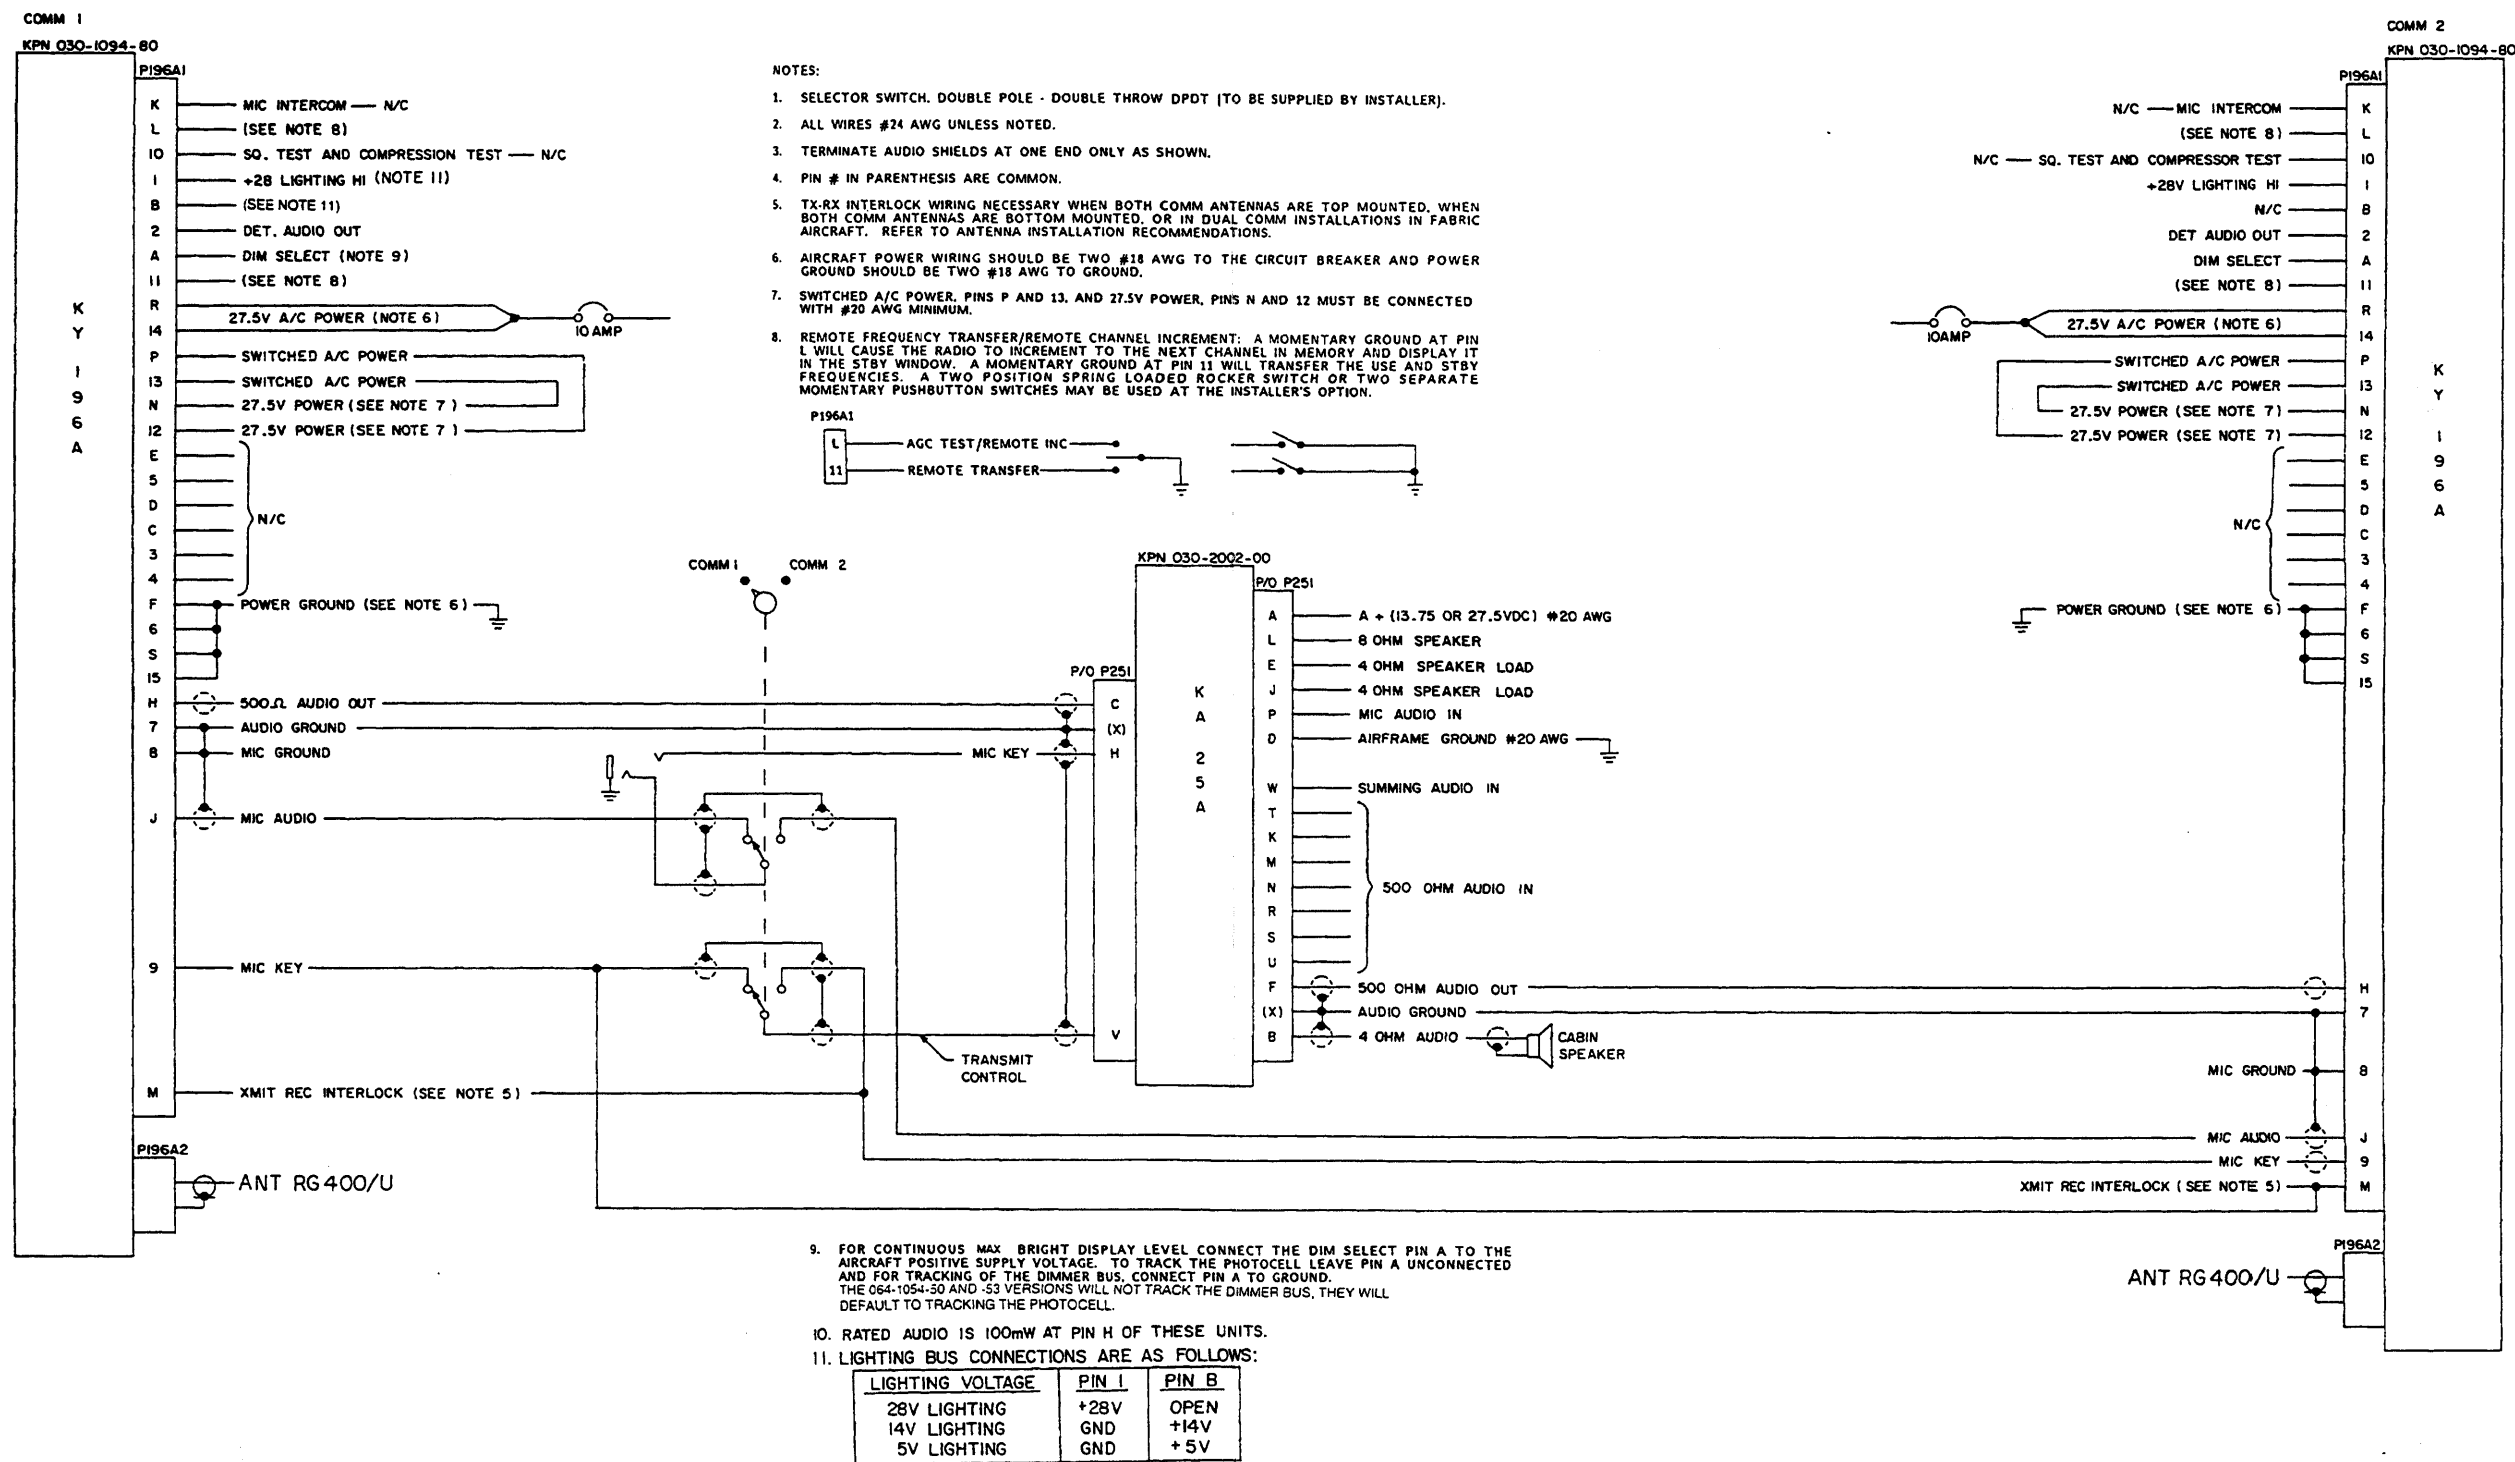 COMM 1
KPN 030-1094-80
P196A1
K MIC INTERCOM N/C
L (SEE NOTE 8)
10 SQ. TEST AND COMPRESSION TEST N/C
1 +28 LIGHTING HI (NOTE 11)
B (SEE NOTE 11)
2 DET. AUDIO OUT
A DIM SELECT (NOTE 9)
11 (SEE NOTE 8)
R
27.5V A/C POWER (NOTE 6)
10 AMP
14
P SWITCHED A/C POWER
13 SWITCHED A/C POWER
N 27.5V POWER (SEE NOTE 7)
12 27.5V POWER (SEE NOTE 7)
E
5
D
N/C
C
3
4
F POWER GROUND (SEE NOTE 6)
6
S
15
H 500Ω AUDIO OUT
7 AUDIO GROUND
8 MIC GROUND
J MIC AUDIO
9 MIC KEY
M XMIT REC INTERLOCK (SEE NOTE 5)
KY 196A
P196A2
ANT RG400/U
NOTES:
1. SELECTOR SWITCH. DOUBLE POLE - DOUBLE THROW DPDT (TO BE SUPPLIED BY INSTALLER).
2. ALL WIRES #24 AWG UNLESS NOTED.
3. TERMINATE AUDIO SHIELDS AT ONE END ONLY AS SHOWN.
4. PIN # IN PARENTHESIS ARE COMMON.
5. TX-RX INTERLOCK WIRING NECESSARY WHEN BOTH COMM ANTENNAS ARE TOP MOUNTED, WHEN
BOTH COMM ANTENNAS ARE BOTTOM MOUNTED, OR IN DUAL COMM INSTALLATIONS IN FABRIC
AIRCRAFT. REFER TO ANTENNA INSTALLATION RECOMMENDATIONS.
6. AIRCRAFT POWER WIRING SHOULD BE TWO #18 AWG TO THE CIRCUIT BREAKER AND POWER
GROUND SHOULD BE TWO #18 AWG TO GROUND.
7. SWITCHED A/C POWER, PINS P AND 13, AND 27.5V POWER, PINS N AND 12 MUST BE CONNECTED
WITH #20 AWG MINIMUM.
8. REMOTE FREQUENCY TRANSFER/REMOTE CHANNEL INCREMENT: A MOMENTARY GROUND AT PIN
L WILL CAUSE THE RADIO TO INCREMENT TO THE NEXT CHANNEL IN MEMORY AND DISPLAY IT
IN THE STBY WINDOW. A MOMENTARY GROUND AT PIN 11 WILL TRANSFER THE USE AND STBY
FREQUENCIES. A TWO POSITION SPRING LOADED ROCKER SWITCH OR TWO SEPARATE
MOMENTARY PUSHBUTTON SWITCHES MAY BE USED AT THE INSTALLER'S OPTION.
P196A1
L AGC TEST/REMOTE INC
11 REMOTE TRANSFER
COMM 1 COMM 2
KPN 030-2002-00
P/O P251
C
(X)
MIC KEY H
V
TRANSMIT
CONTROL
KA 25A
P/O P251
A A + (13.75 OR 27.5VDC) #20 AWG
L 8 OHM SPEAKER
E 4 OHM SPEAKER LOAD
J 4 OHM SPEAKER LOAD
P MIC AUDIO IN
D AIRFRAME GROUND #20 AWG
W SUMMING AUDIO IN
T
K
M
N 500 OHM AUDIO IN
R
S
U
F 500 OHM AUDIO OUT
(X) AUDIO GROUND
B 4 OHM AUDIO
CABIN
SPEAKER
COMM 2
KPN 030-1094-80
P196A1
N/C MIC INTERCOM K
(SEE NOTE 8) L
N/C SQ. TEST AND COMPRESSOR TEST 10
+28V LIGHTING HI 1
N/C B
DET AUDIO OUT 2
DIM SELECT A
(SEE NOTE 8) 11
R
10AMP
27.5V A/C POWER (NOTE 6)
14
SWITCHED A/C POWER P
SWITCHED A/C POWER 13
27.5V POWER (SEE NOTE 7) N
27.5V POWER (SEE NOTE 7) 12
E
5
D
N/C
C
3
4
POWER GROUND (SEE NOTE 6) F
6
S
15
H
7
MIC GROUND 8
MIC AUDIO J
MIC KEY 9
XMIT REC INTERLOCK (SEE NOTE 5) M
KY 196A
P196A2
ANT RG400/U
9. FOR CONTINUOUS MAX BRIGHT DISPLAY LEVEL CONNECT THE DIM SELECT PIN A TO THE
AIRCRAFT POSITIVE SUPPLY VOLTAGE. TO TRACK THE PHOTOCELL LEAVE PIN A UNCONNECTED
AND FOR TRACKING OF THE DIMMER BUS, CONNECT PIN A TO GROUND.
THE 064-1054-50 AND -53 VERSIONS WILL NOT TRACK THE DIMMER BUS, THEY WILL
DEFAULT TO TRACKING THE PHOTOCELL.
10. RATED AUDIO IS 100mW AT PIN H OF THESE UNITS.
11. LIGHTING BUS CONNECTIONS ARE AS FOLLOWS:
LIGHTING VOLTAGE PIN 1 PIN B
28V LIGHTING +28V OPEN
14V LIGHTING GND +14V
5V LIGHTING GND +5V